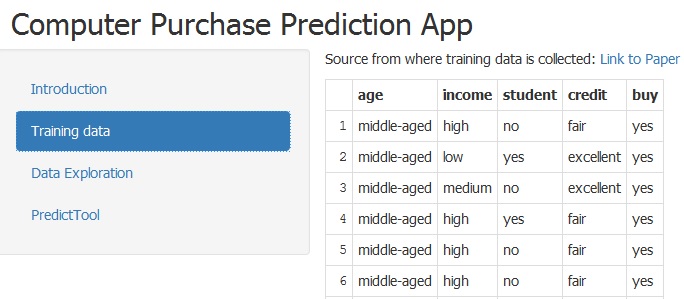 Computer Purchase Prediction App
Introduction
Training data
Data Exploration
PredictTool
Source from where training data is collected: Link to Paper
age income student credit buy
1 middle-aged high no fair yes
2 middle-aged low yes excellent yes
3 middle-aged medium no excellent yes
4 middle-aged high yes fair yes
5 middle-aged high no fair yes
6 middle-aged high no fair yes